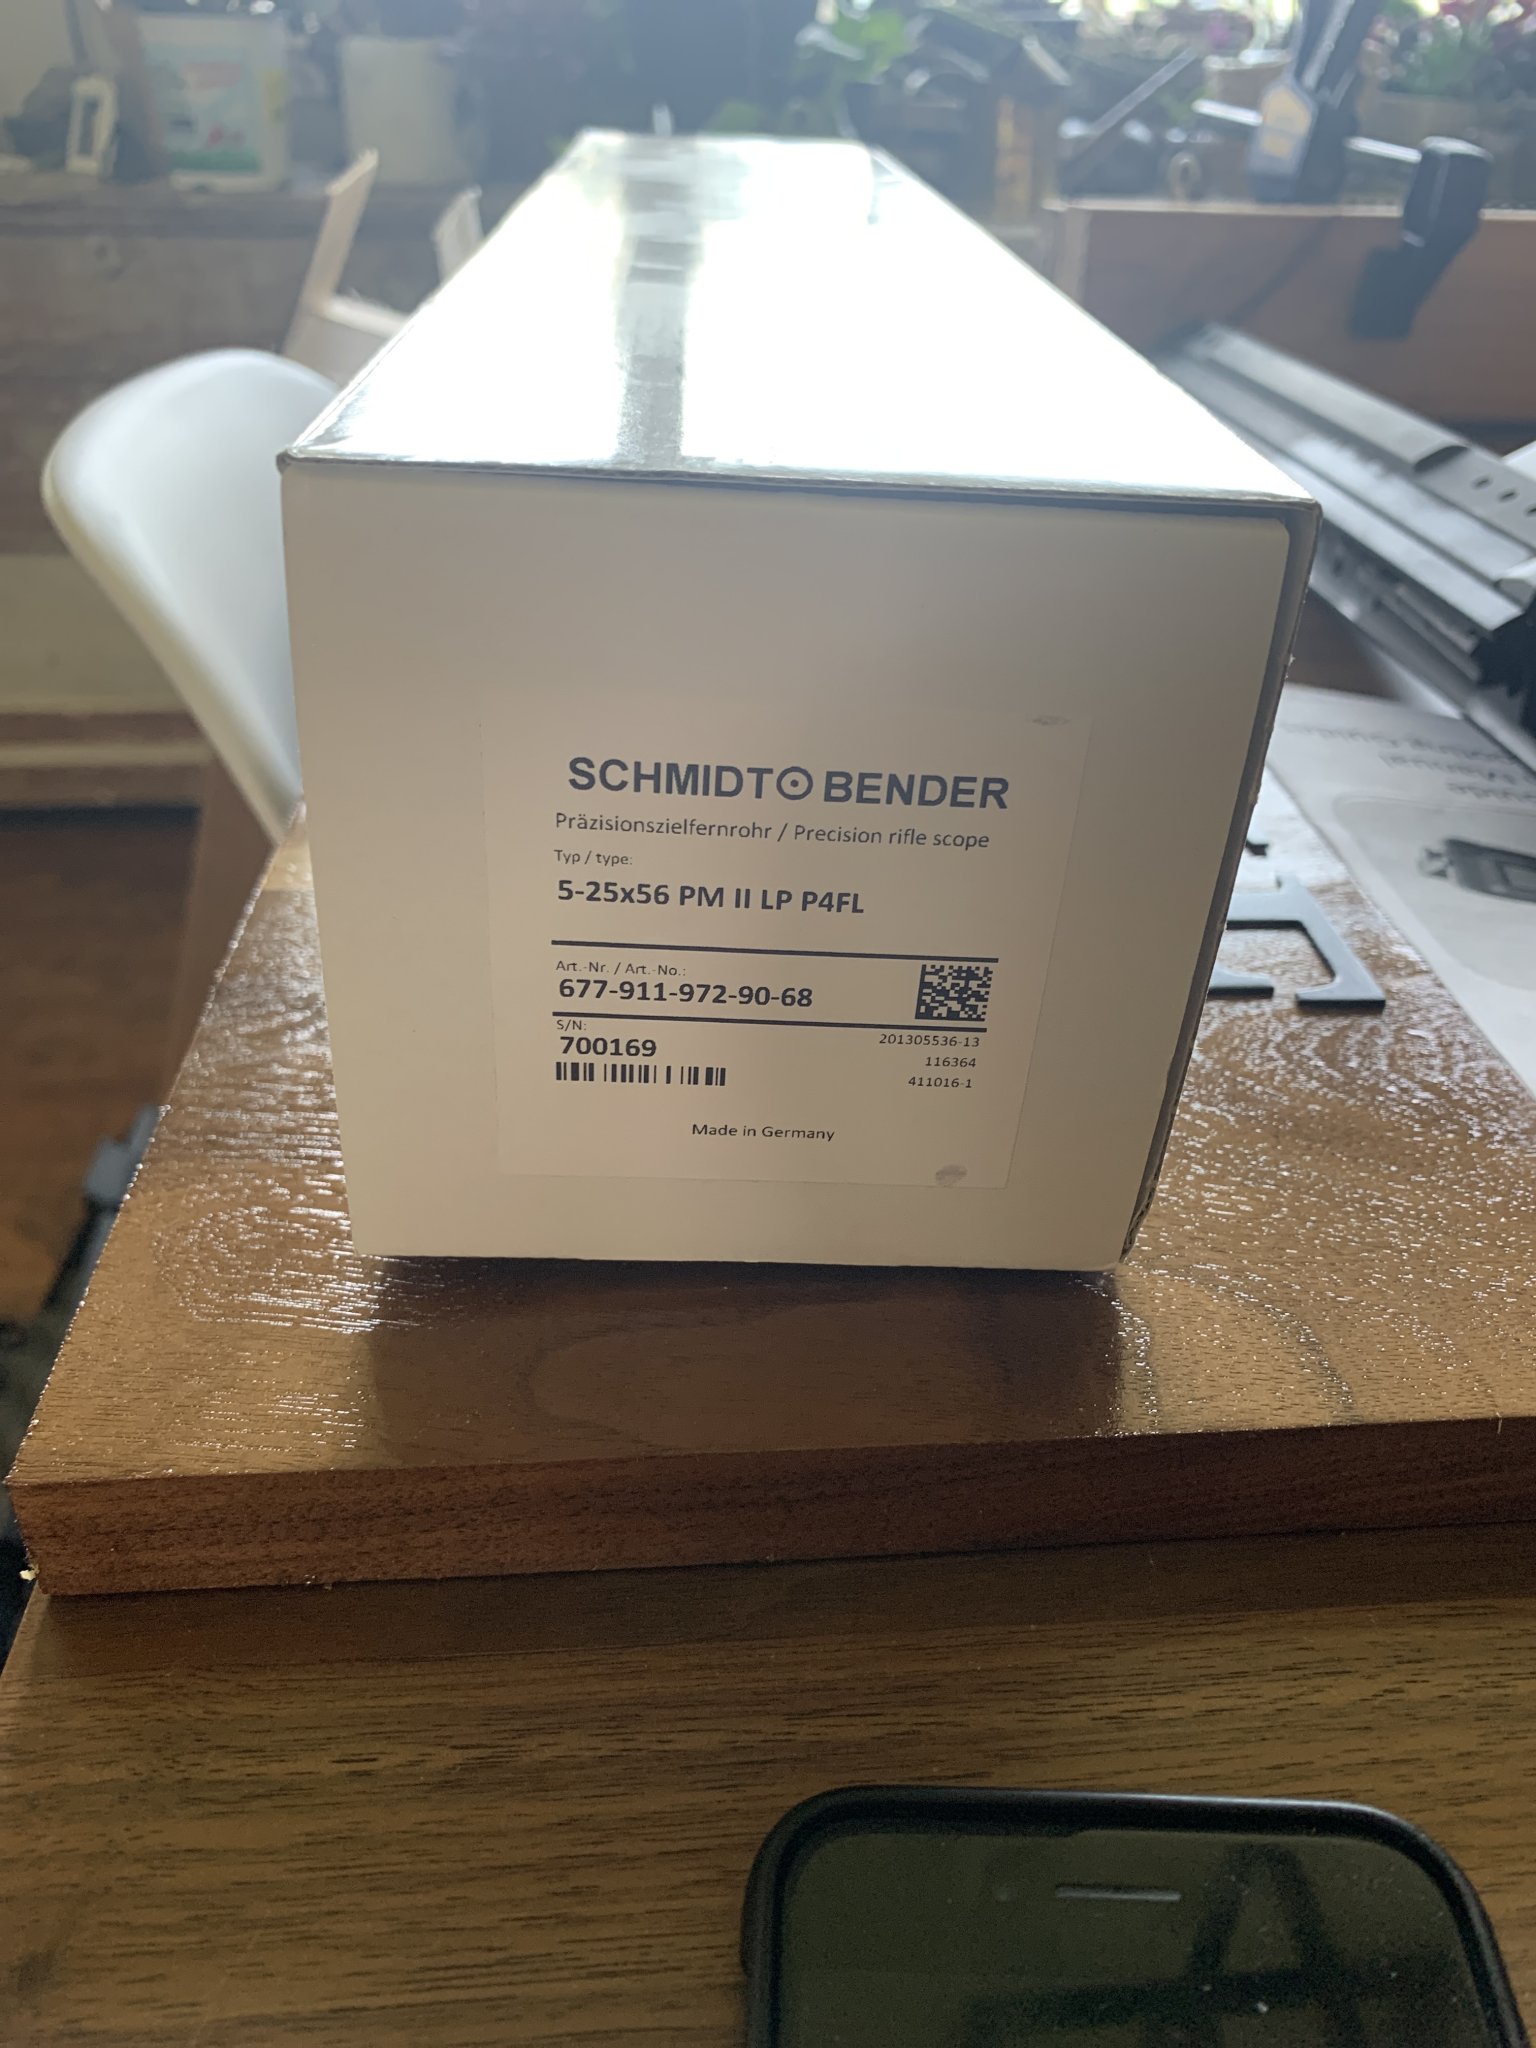 SCHMIDT BENDER
Präzisionszielfernrohr / Precision rifle scope
Typ / type:
5-25x56 PM II LP P4FL
Art.-Nr. / Art.-No.:
677-911-972-90-68
S/N:
700169
201305536-13
116364
411016-1
Made in Germany
Manual